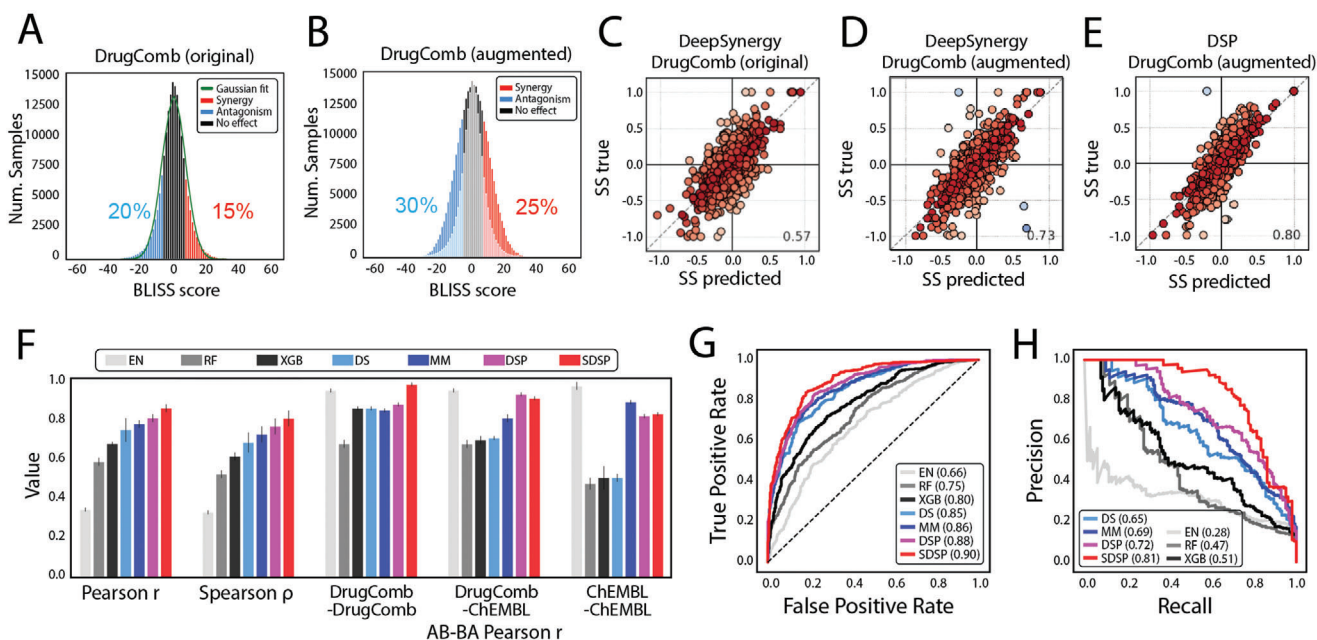 A
DrugComb (original)
Num. Samples
15000
12500
10000
7500
5000
2500
0
Gaussian fit
Synergy
Antagonism
No effect
20%
15%
-60 -40 -20 0 20 40 60
BLISS score
B
DrugComb (augmented)
Num. Samples
15000
12500
10000
7500
5000
2500
0
Synergy
Antagonism
No effect
30%
25%
-60 -40 -20 0 20 40 60
BLISS score
C
DeepSynergy
DrugComb (original)
SS true
1.0
0.5
0.0
-0.5
-1.0
0.57
-1.0 -0.5 0.0 0.5 1.0
SS predicted
D
DeepSynergy
DrugComb (augmented)
SS true
1.0
0.5
0.0
-0.5
-1.0
0.73
-1.0 -0.5 0.0 0.5 1.0
SS predicted
E
DSP
DrugComb (augmented)
SS true
1.0
0.5
0.0
-0.5
-1.0
0.80
-1.0 -0.5 0.0 0.5 1.0
SS predicted
F
EN RF XGB DS MM DSP SDSP
Value
1.0
0.8
0.6
0.4
0.2
0.0
Pearson r
Spearson ρ
DrugComb
-DrugComb
DrugComb
-ChEMBL
ChEMBL
-ChEMBL
AB-BA Pearson r
G
True Positive Rate
1.0
0.8
0.6
0.4
0.2
0.0
EN (0.66)
RF (0.75)
XGB (0.80)
DS (0.85)
MM (0.86)
DSP (0.88)
SDSP (0.90)
0.0 0.2 0.4 0.6 0.8 1.0
False Positive Rate
H
Precision
1.0
0.8
0.6
0.4
0.2
0.0
DS (0.65)
MM (0.69)
DSP (0.72)
SDSP (0.81)
EN (0.28)
RF (0.47)
XGB (0.51)
0.0 0.2 0.4 0.6 0.8 1.0
Recall